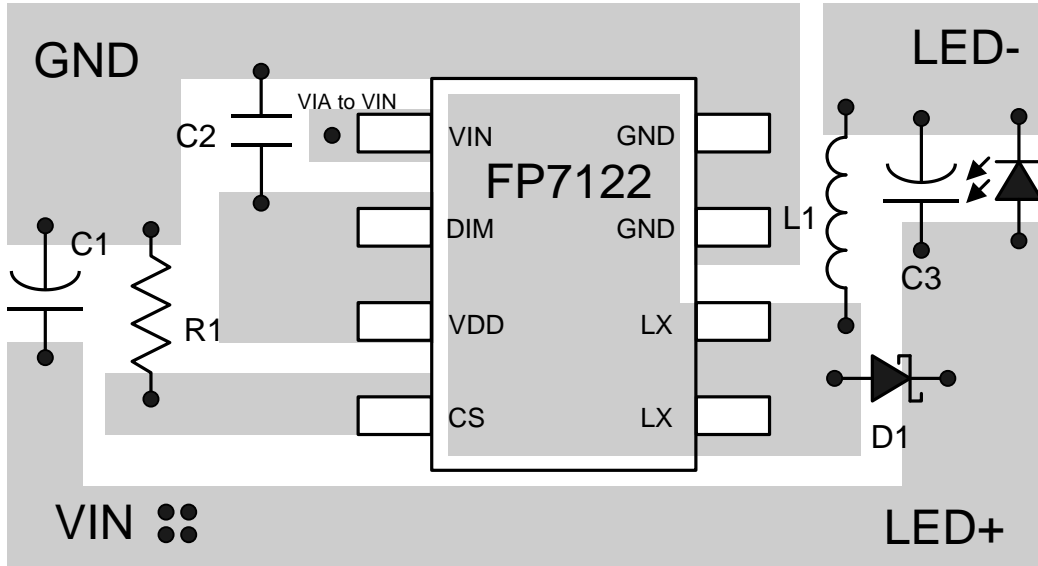 GND
LED-
VIA to VIN
C2
VIN
GND
FP7122
DIM
GND
L1
C1
C3
R1
VDD
LX
CS
LX
D1
VIN
LED+